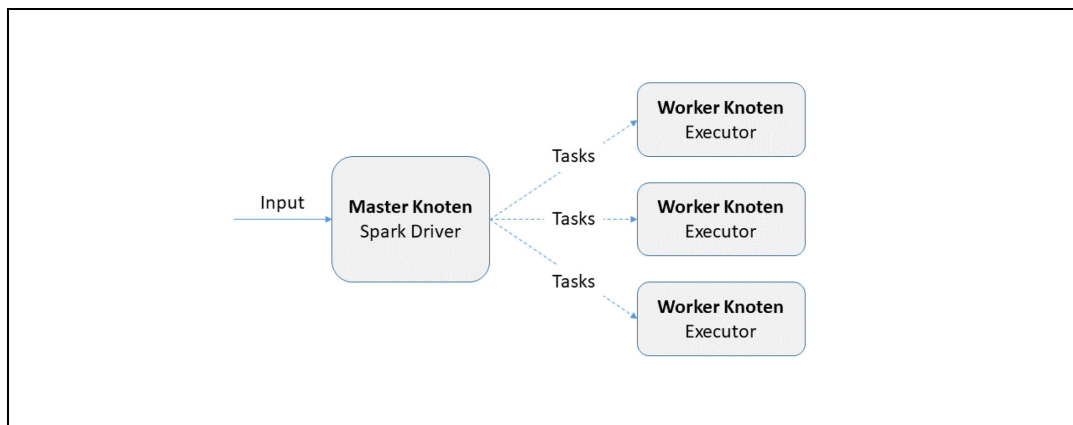 Input
Master Knoten
Spark Driver
Tasks
Worker Knoten
Executor
Tasks
Worker Knoten
Executor
Tasks
Worker Knoten
Executor